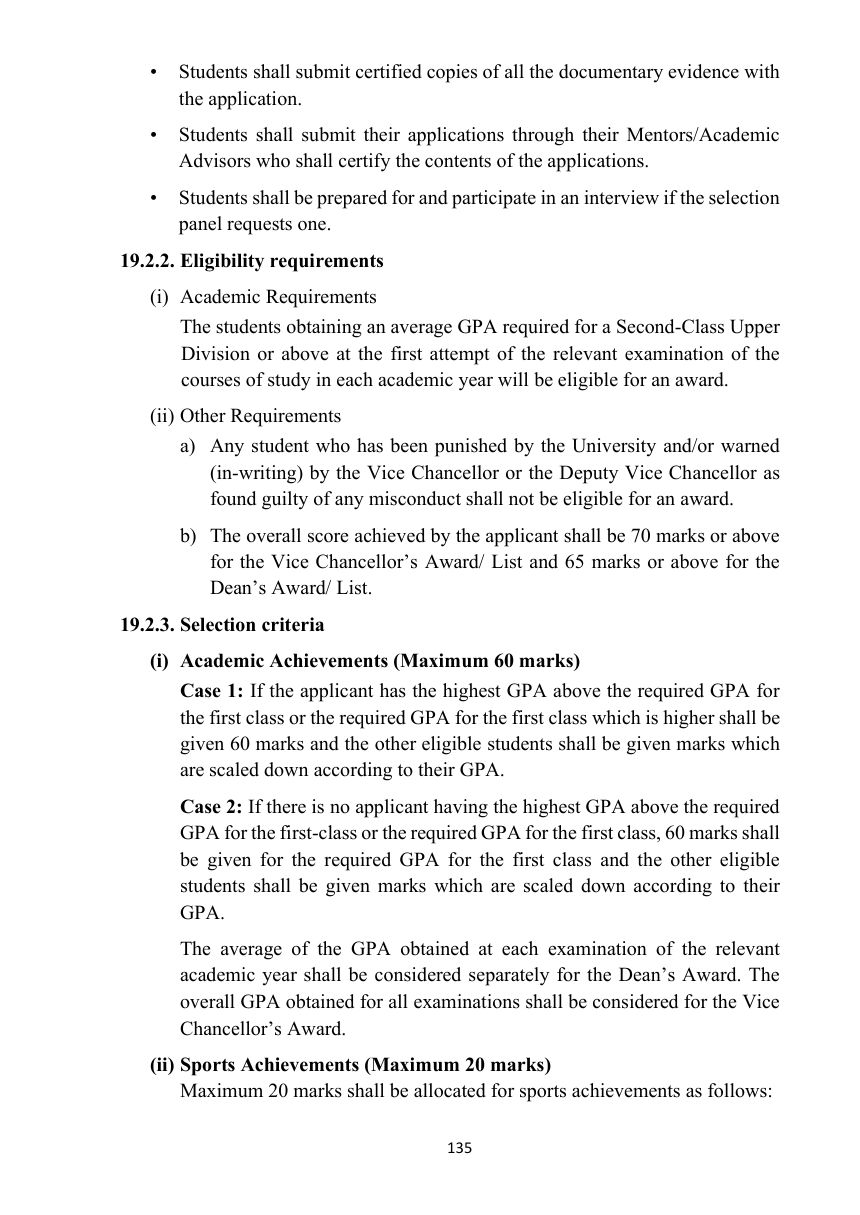 • Students shall submit certified copies of all the documentary evidence with
the application.
• Students shall submit their applications through their Mentors/Academic
Advisors who shall certify the contents of the applications.
• Students shall be prepared for and participate in an interview if the selection
panel requests one.
19.2.2. Eligibility requirements
(i) Academic Requirements
The students obtaining an average GPA required for a Second-Class Upper
Division or above at the first attempt of the relevant examination of the
courses of study in each academic year will be eligible for an award.
(ii) Other Requirements
a) Any student who has been punished by the University and/or warned
(in-writing) by the Vice Chancellor or the Deputy Vice Chancellor as
found guilty of any misconduct shall not be eligible for an award.
b) The overall score achieved by the applicant shall be 70 marks or above
for the Vice Chancellor’s Award/ List and 65 marks or above for the
Dean’s Award/ List.
19.2.3. Selection criteria
(i) Academic Achievements (Maximum 60 marks)
Case 1: If the applicant has the highest GPA above the required GPA for
the first class or the required GPA for the first class which is higher shall be
given 60 marks and the other eligible students shall be given marks which
are scaled down according to their GPA.
Case 2: If there is no applicant having the highest GPA above the required
GPA for the first-class or the required GPA for the first class, 60 marks shall
be given for the required GPA for the first class and the other eligible
students shall be given marks which are scaled down according to their
GPA.
The average of the GPA obtained at each examination of the relevant
academic year shall be considered separately for the Dean’s Award. The
overall GPA obtained for all examinations shall be considered for the Vice
Chancellor’s Award.
(ii) Sports Achievements (Maximum 20 marks)
Maximum 20 marks shall be allocated for sports achievements as follows:
135